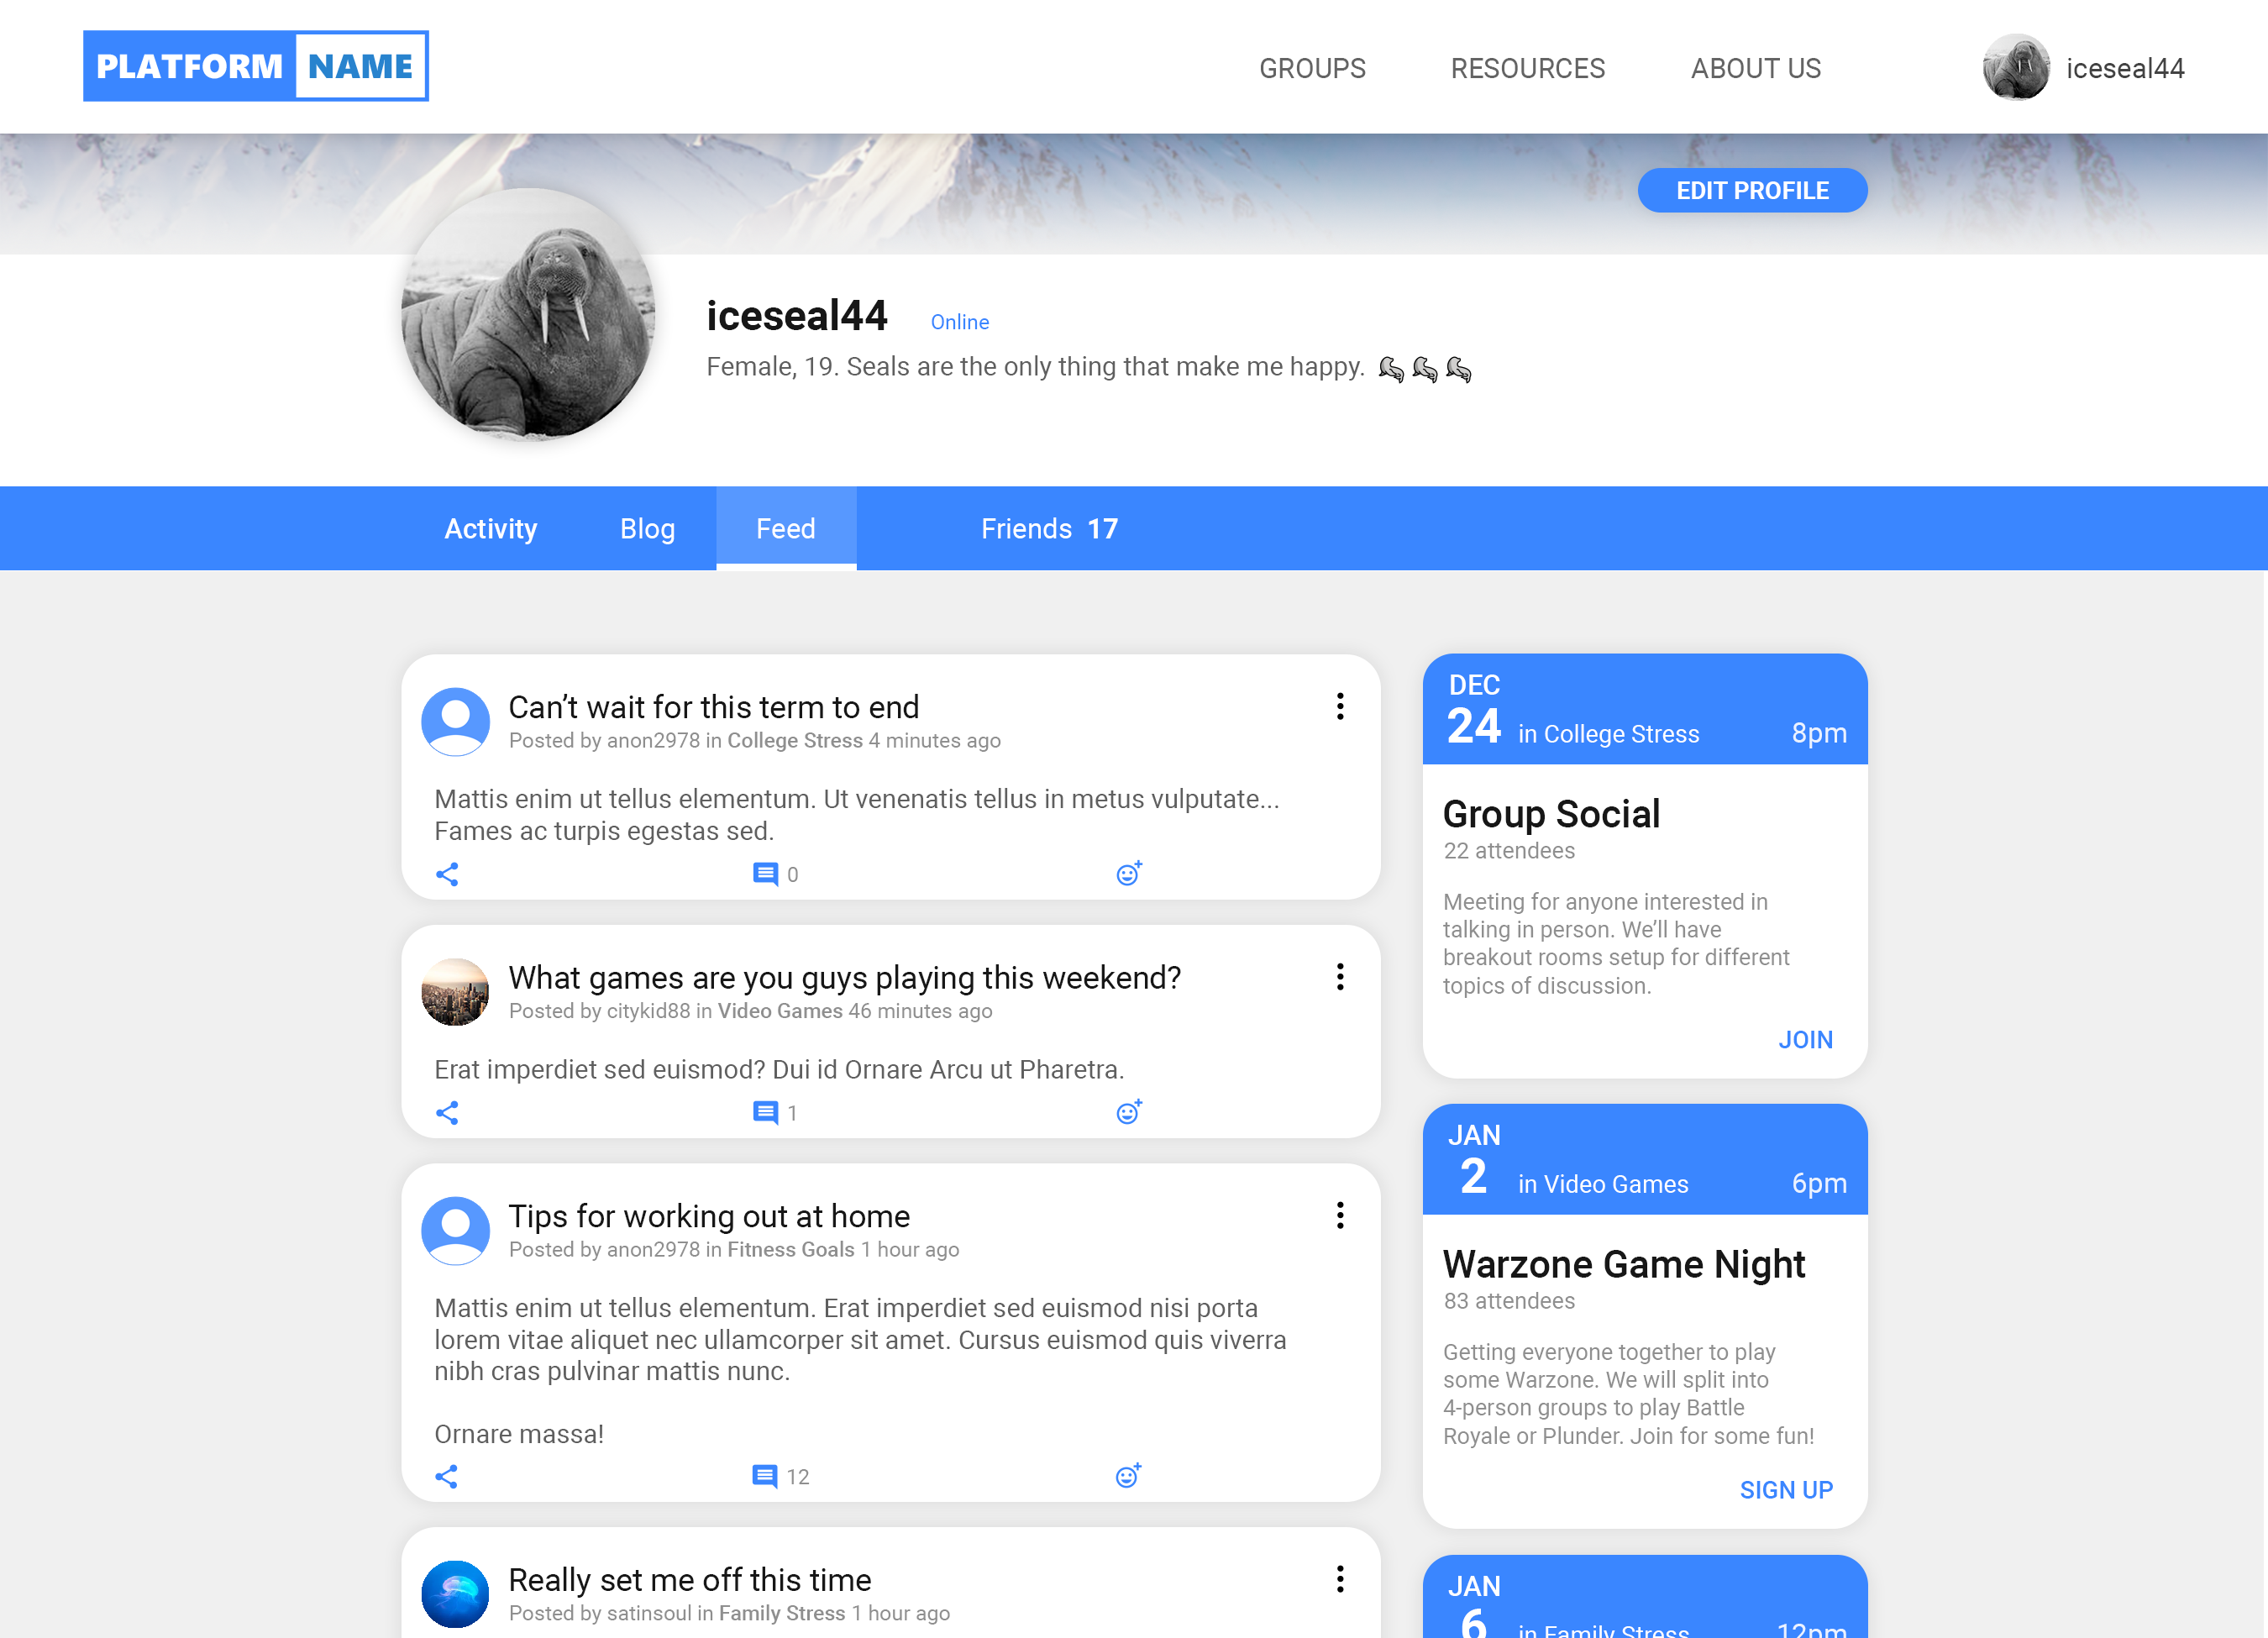 PLATFORM NAME
GROUPS
RESOURCES
ABOUT US
iceseal44
EDIT PROFILE
iceseal44 Online
Female, 19. Seals are the only thing that make me happy.
Activity
Blog
Feed
Friends 17
Can’t wait for this term to end
Posted by anon2978 in College Stress 4 minutes ago
Mattis enim ut tellus elementum. Ut venenatis tellus in metus vulputate...
Fames ac turpis egestas sed.
0
What games are you guys playing this weekend?
Posted by citykid88 in Video Games 46 minutes ago
Erat imperdiet sed euismod? Dui id Ornare Arcu ut Pharetra.
1
Tips for working out at home
Posted by anon2978 in Fitness Goals 1 hour ago
Mattis enim ut tellus elementum. Erat imperdiet sed euismod nisi porta
lorem vitae aliquet nec ullamcorper sit amet. Cursus euismod quis viverra
nibh cras pulvinar mattis nunc.
Ornare massa!
12
Really set me off this time
Posted by satinsoul in Family Stress 1 hour ago
DEC
24 in College Stress 8pm
Group Social
22 attendees
Meeting for anyone interested in
talking in person. We’ll have
breakout rooms setup for different
topics of discussion.
JOIN
JAN
2 in Video Games 6pm
Warzone Game Night
83 attendees
Getting everyone together to play
some Warzone. We will split into
4-person groups to play Battle
Royale or Plunder. Join for some fun!
SIGN UP
JAN
6 in Family Stress 12pm